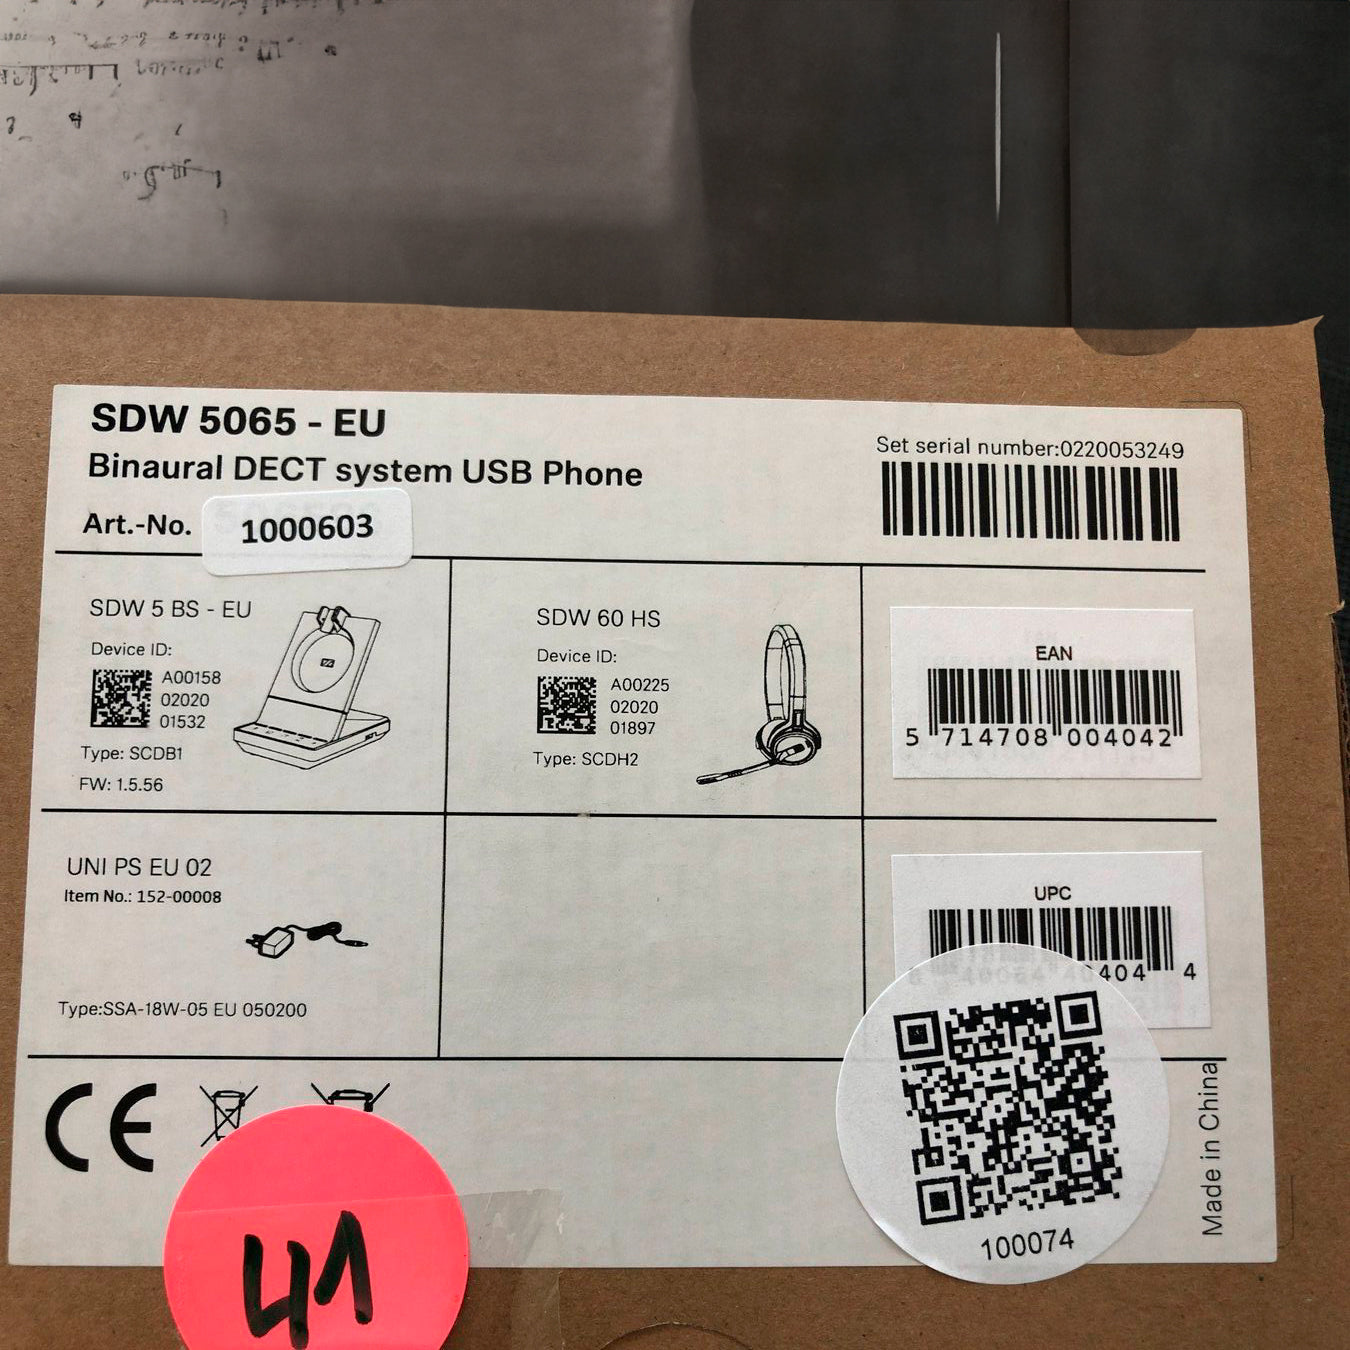 SDW 5065 - EU
Binaural DECT system USB Phone
Art.-No. 1000603
Set serial number:0220053249
SDW 5 BS - EU
Device ID:
A00158
02020
01532
Type: SCDB1
FW: 1.5.56
SDW 60 HS
Device ID:
A00225
02020
01897
Type: SCDH2
EAN
5 714708 004042
UNI PS EU 02
Item No.: 152-00008
Type:SSA-18W-05 EU 050200
UPC
404 4
CE
Made in China
100074
41